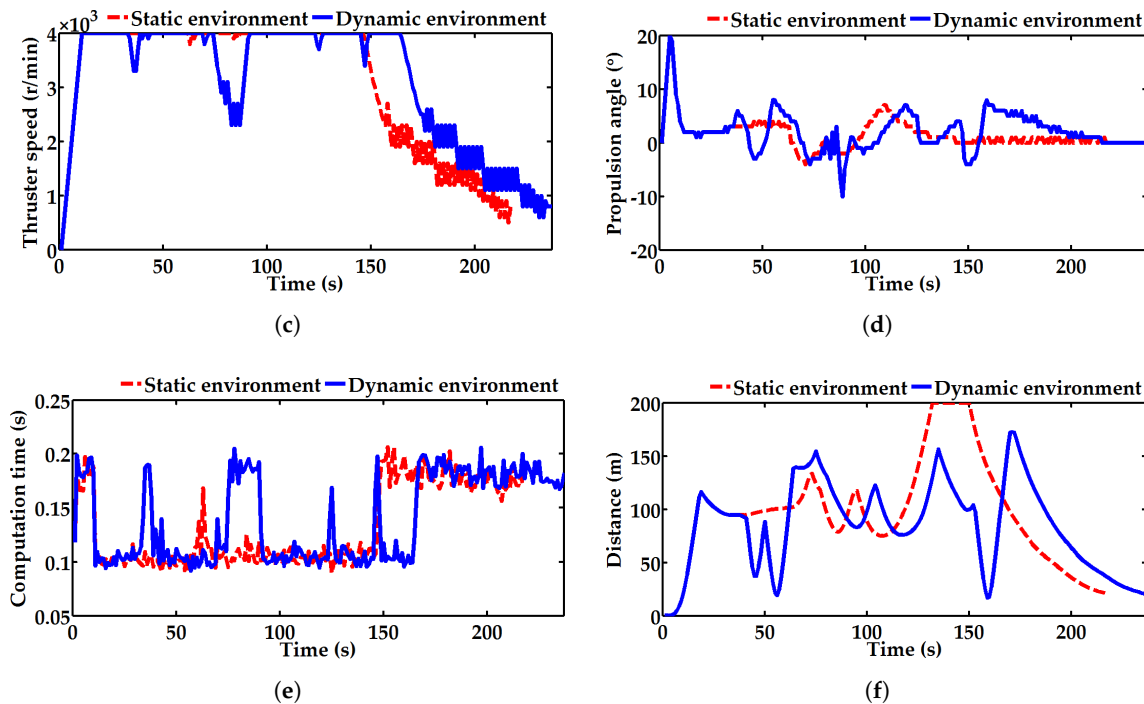 Static environment Dynamic environment
×10³
Thruster speed (r/min)
4
3
2
1
0
0 50 100 150 200
Time (s)
(c)
Static environment Dynamic environment
Propulsion angle (°)
20
10
0
-10
-20
0 50 100 150 200
Time (s)
(d)
Static environment Dynamic environment
Computation time (s)
0.25
0.2
0.15
0.1
0.05
0 50 100 150 200
Time (s)
(e)
Static environment Dynamic environment
Distance (m)
200
150
100
50
0
0 50 100 150 200
Time (s)
(f)